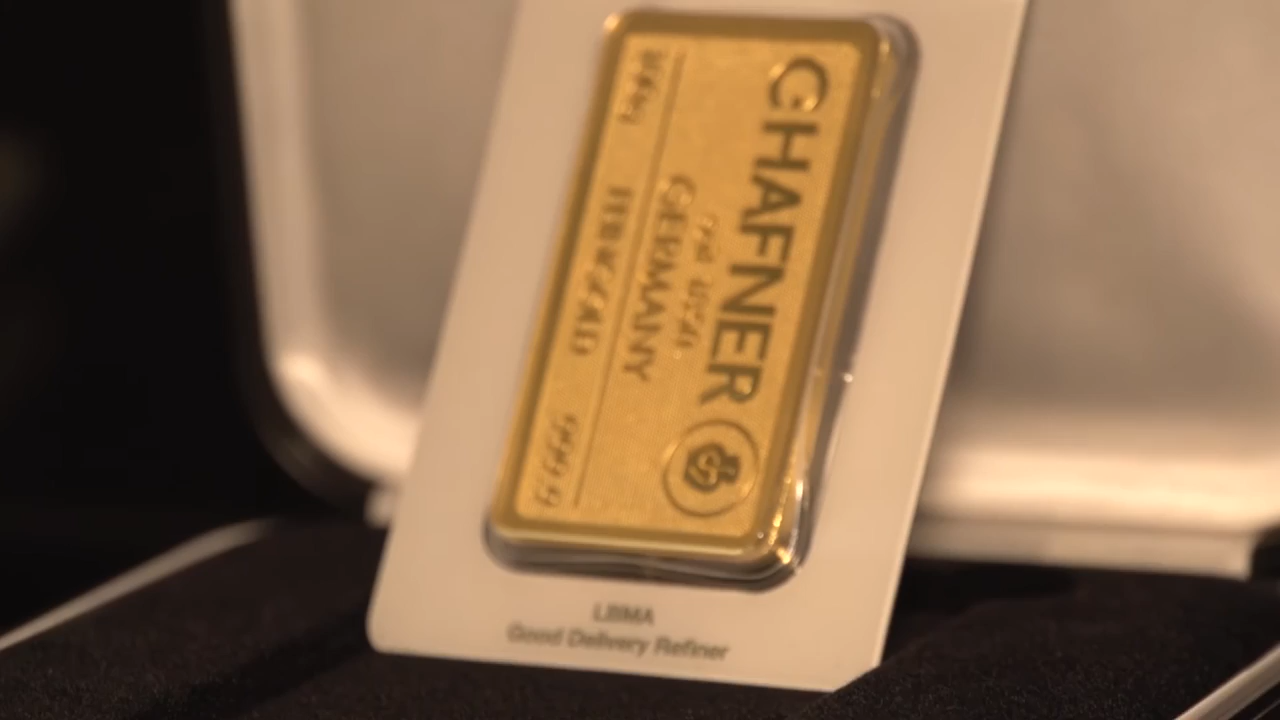 C HAFNER
GERMANY
FEINGOLD
999,9
LBMA
Good Delivery Refiner